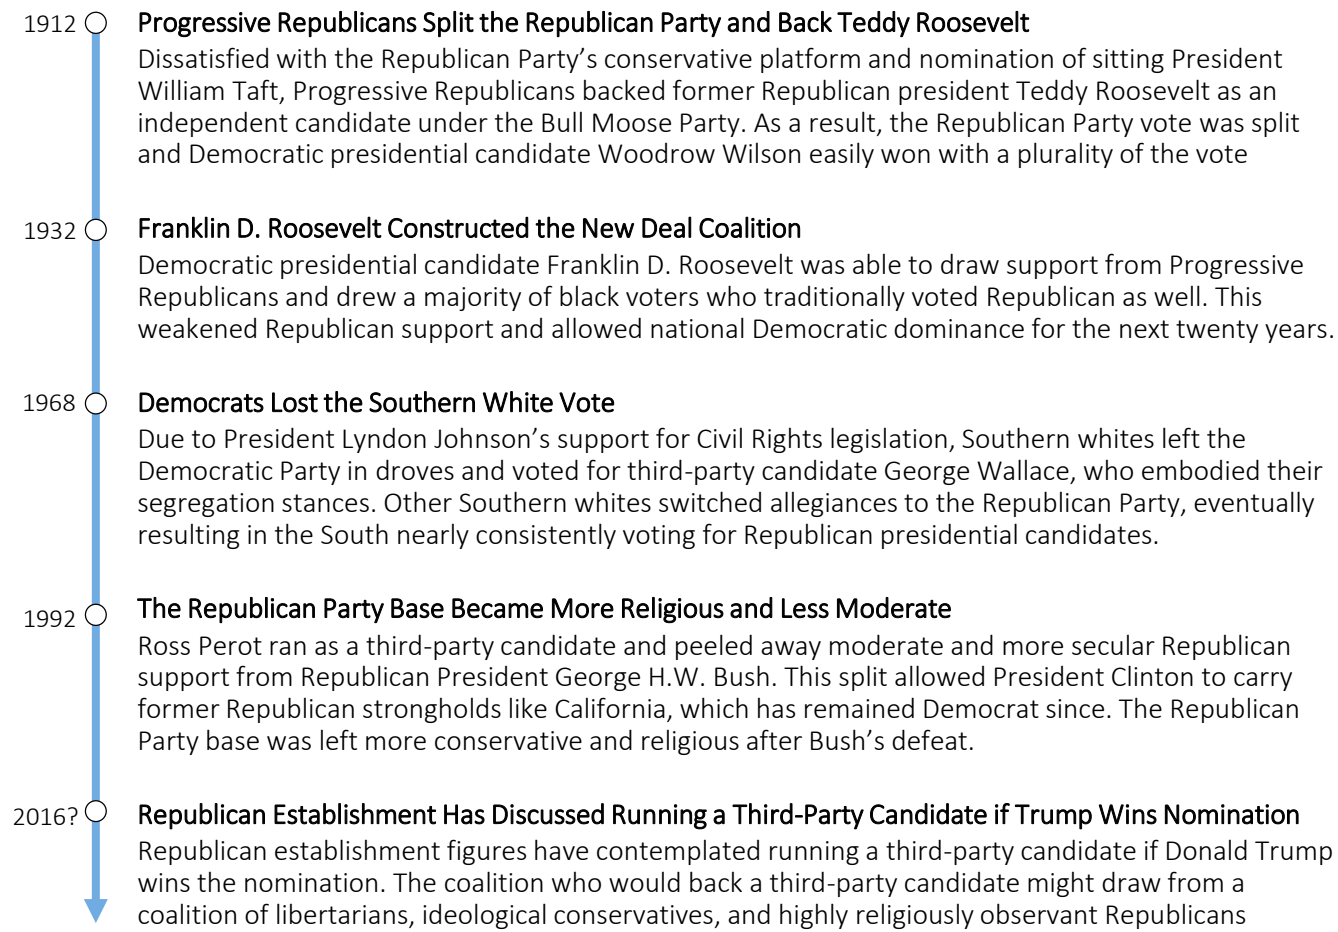 1912 Progressive Republicans Split the Republican Party and Back Teddy Roosevelt
Dissatisfied with the Republican Party’s conservative platform and nomination of sitting President
William Taft, Progressive Republicans backed former Republican president Teddy Roosevelt as an
independent candidate under the Bull Moose Party. As a result, the Republican Party vote was split
and Democratic presidential candidate Woodrow Wilson easily won with a plurality of the vote
1932 Franklin D. Roosevelt Constructed the New Deal Coalition
Democratic presidential candidate Franklin D. Roosevelt was able to draw support from Progressive
Republicans and drew a majority of black voters who traditionally voted Republican as well. This
weakened Republican support and allowed national Democratic dominance for the next twenty years.
1968 Democrats Lost the Southern White Vote
Due to President Lyndon Johnson’s support for Civil Rights legislation, Southern whites left the
Democratic Party in droves and voted for third-party candidate George Wallace, who embodied their
segregation stances. Other Southern whites switched allegiances to the Republican Party, eventually
resulting in the South nearly consistently voting for Republican presidential candidates.
1992 The Republican Party Base Became More Religious and Less Moderate
Ross Perot ran as a third-party candidate and peeled away moderate and more secular Republican
support from Republican President George H.W. Bush. This split allowed President Clinton to carry
former Republican strongholds like California, which has remained Democrat since. The Republican
Party base was left more conservative and religious after Bush’s defeat.
2016? Republican Establishment Has Discussed Running a Third-Party Candidate if Trump Wins Nomination
Republican establishment figures have contemplated running a third-party candidate if Donald Trump
wins the nomination. The coalition who would back a third-party candidate might draw from a
coalition of libertarians, ideological conservatives, and highly religiously observant Republicans